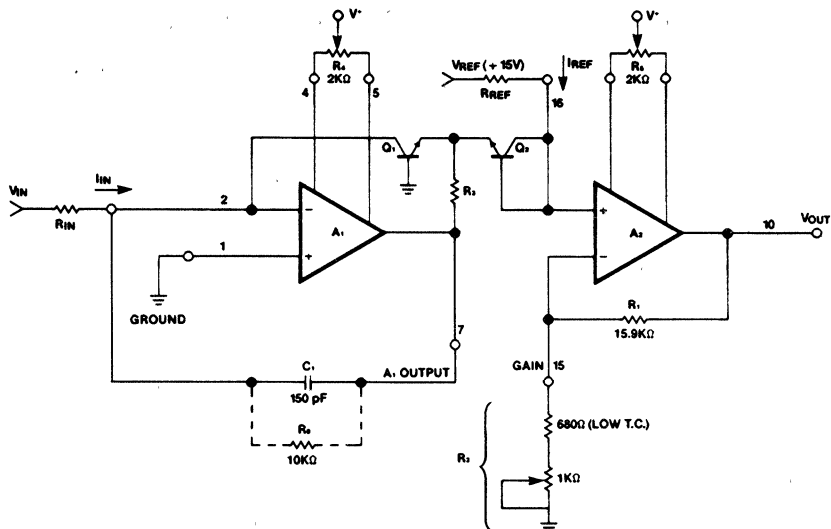 V+
V+
R4
2KΩ
4
5
VREF (+ 15V)
RREF
IREF
16
R5
2KΩ
Q1
Q2
R3
VIN
IIN
RIN
2
A1
1
GROUND
A2
10
VOUT
R1
15.9KΩ
7
C1
150 pF
A1 OUTPUT
GAIN
15
10KΩ
R2
680Ω (LOW T.C.)
1KΩ